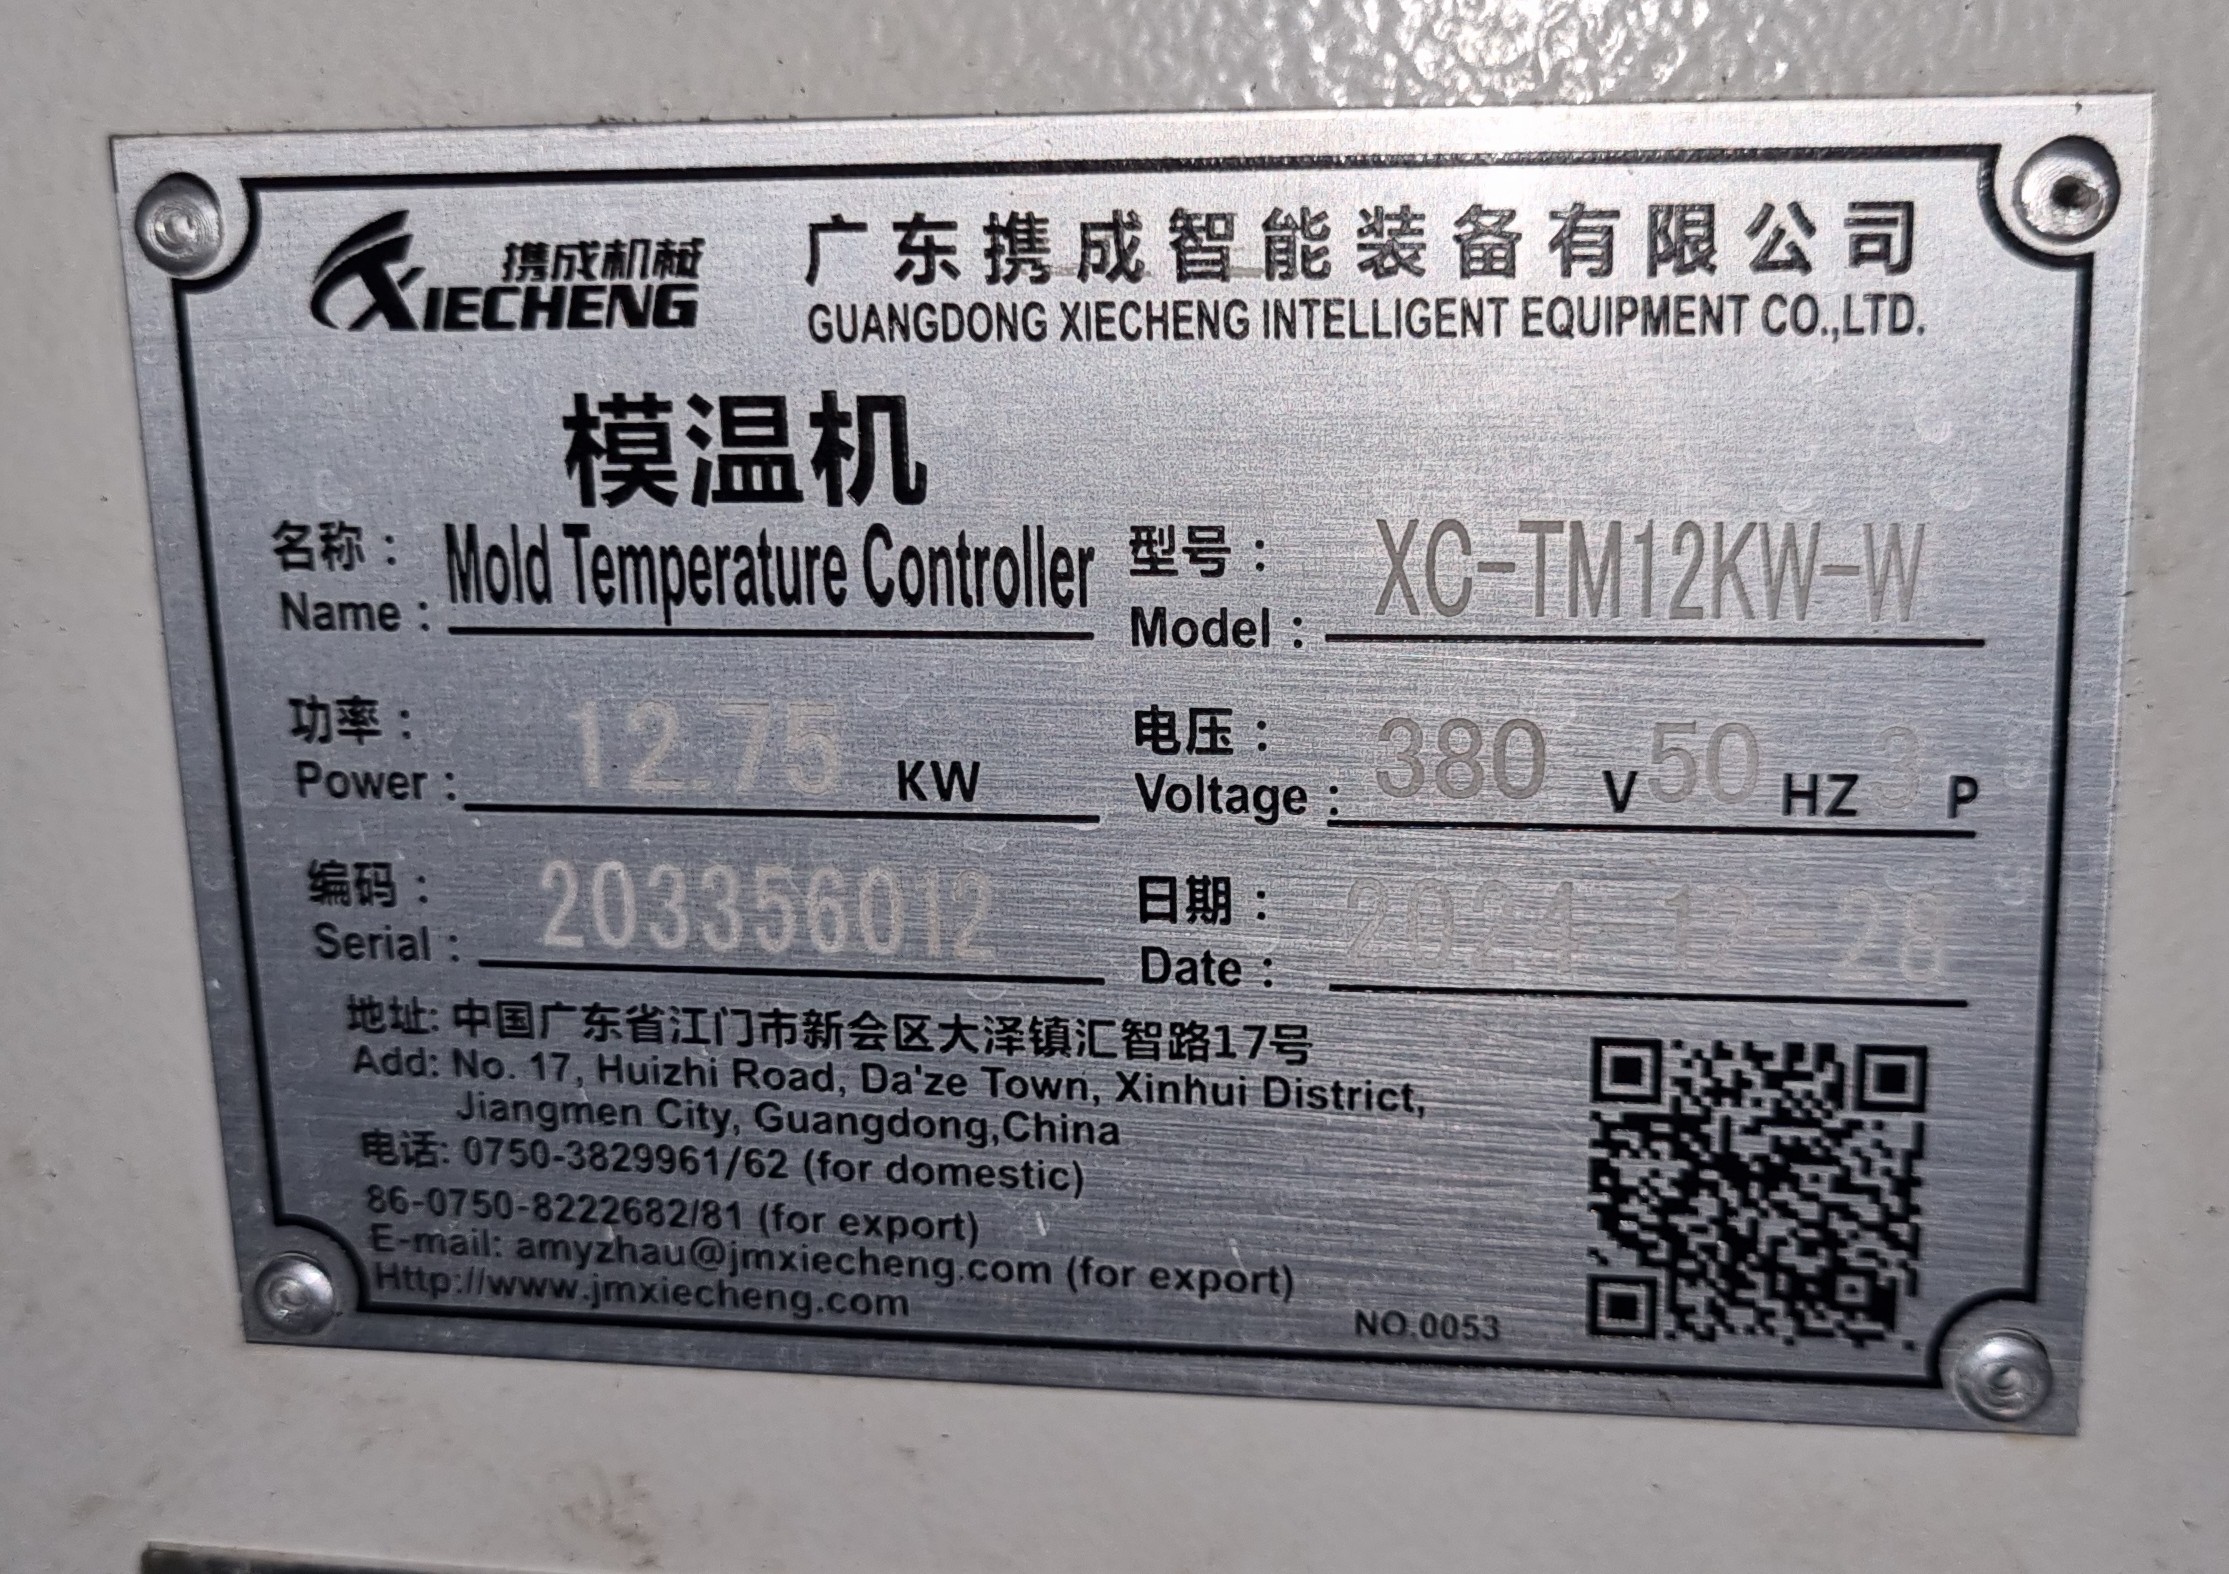 携成机械
XIECHENG
广东携成智能装备有限公司
GUANGDONG XIECHENG INTELLIGENT EQUIPMENT CO.,LTD.
模温机
名称：
Name： Mold Temperature Controller
型号：
Model： XC-TM12KW-W
功率：
Power： 12.75 KW
电压：
Voltage： 380 V 50 HZ 3 P
编码：
Serial： 203356012
日期：
Date： 2024-12-28
地址: 中国广东省江门市新会区大泽镇汇智路17号
Add: No. 17, Huizhi Road, Da'ze Town, Xinhui District,
Jiangmen City, Guangdong,China
电话: 0750-3829961/62 (for domestic)
86-0750-8222682/81 (for export)
E-mail: amyzhau@jmxiecheng.com (for export)
Http://www.jmxiecheng.com
NO.0053